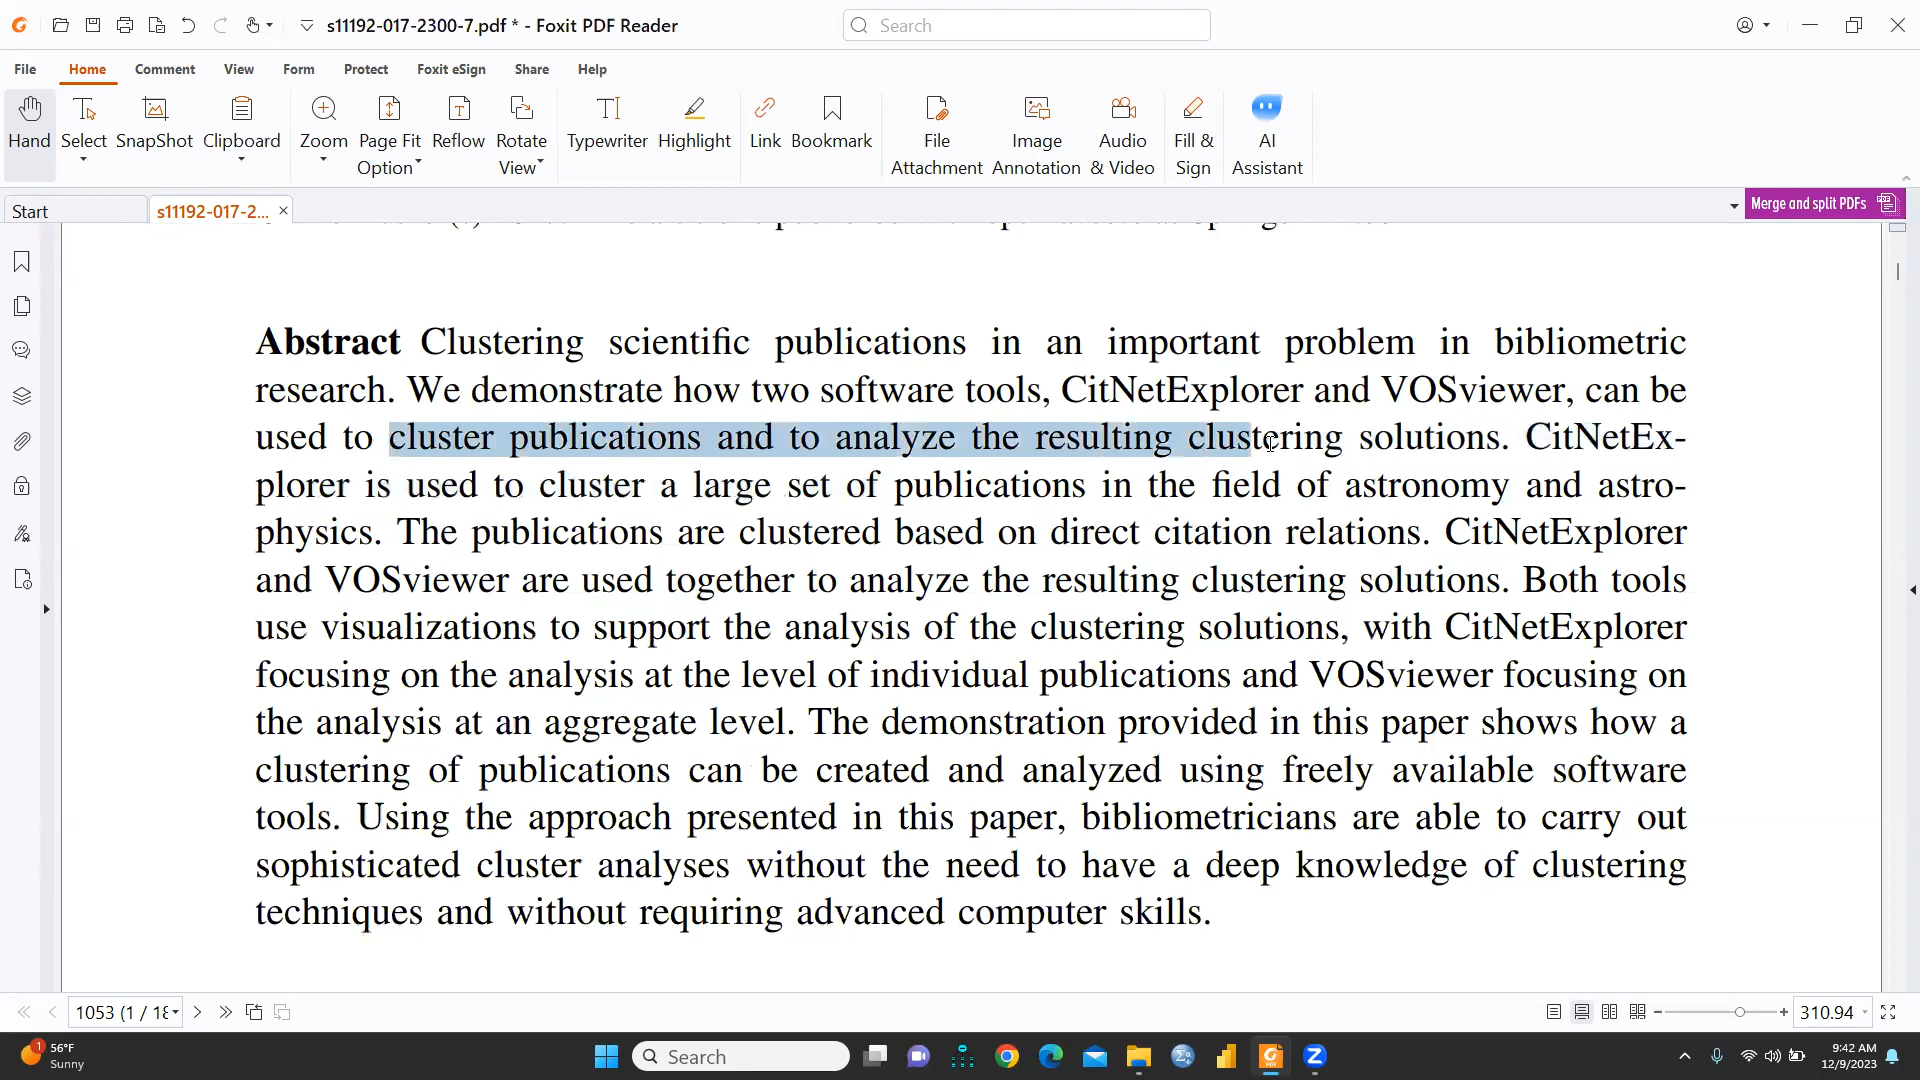 s11192-017-2300-7.pdf * - Foxit PDF Reader
Search
File Home Comment View Form Protect Foxit eSign Share Help
Hand Select SnapShot Clipboard Zoom Page Fit Option Reflow Rotate View Typewriter Highlight Link Bookmark File Attachment Image Annotation Audio & Video Fill & Sign AI Assistant
Start s11192-017-2... Merge and split PDFs
Abstract Clustering scientific publications in an important problem in bibliometric
research. We demonstrate how two software tools, CitNetExplorer and VOSviewer, can be
used to cluster publications and to analyze the resulting clustering solutions. CitNetEx-
plorer is used to cluster a large set of publications in the field of astronomy and astro-
physics. The publications are clustered based on direct citation relations. CitNetExplorer
and VOSviewer are used together to analyze the resulting clustering solutions. Both tools
use visualizations to support the analysis of the clustering solutions, with CitNetExplorer
focusing on the analysis at the level of individual publications and VOSviewer focusing on
the analysis at an aggregate level. The demonstration provided in this paper shows how a
clustering of publications can be created and analyzed using freely available software
tools. Using the approach presented in this paper, bibliometricians are able to carry out
sophisticated cluster analyses without the need to have a deep knowledge of clustering
techniques and without requiring advanced computer skills.
1053 (1 / 18 310.94
1 56°F
Sunny
Search
9:42 AM
12/9/2023